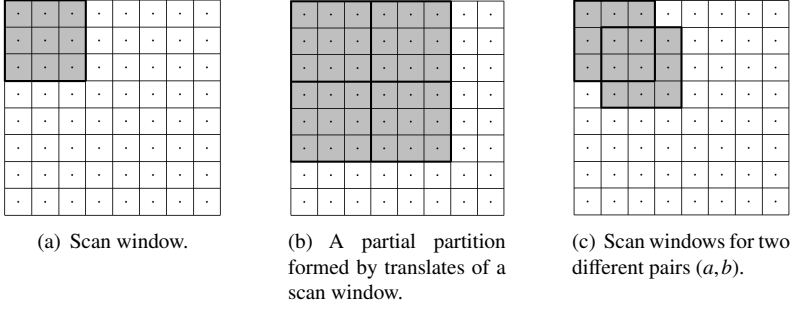 (a) Scan window.
(b) A partial partition
formed by translates of a
scan window.
(c) Scan windows for two
different pairs (a,b).